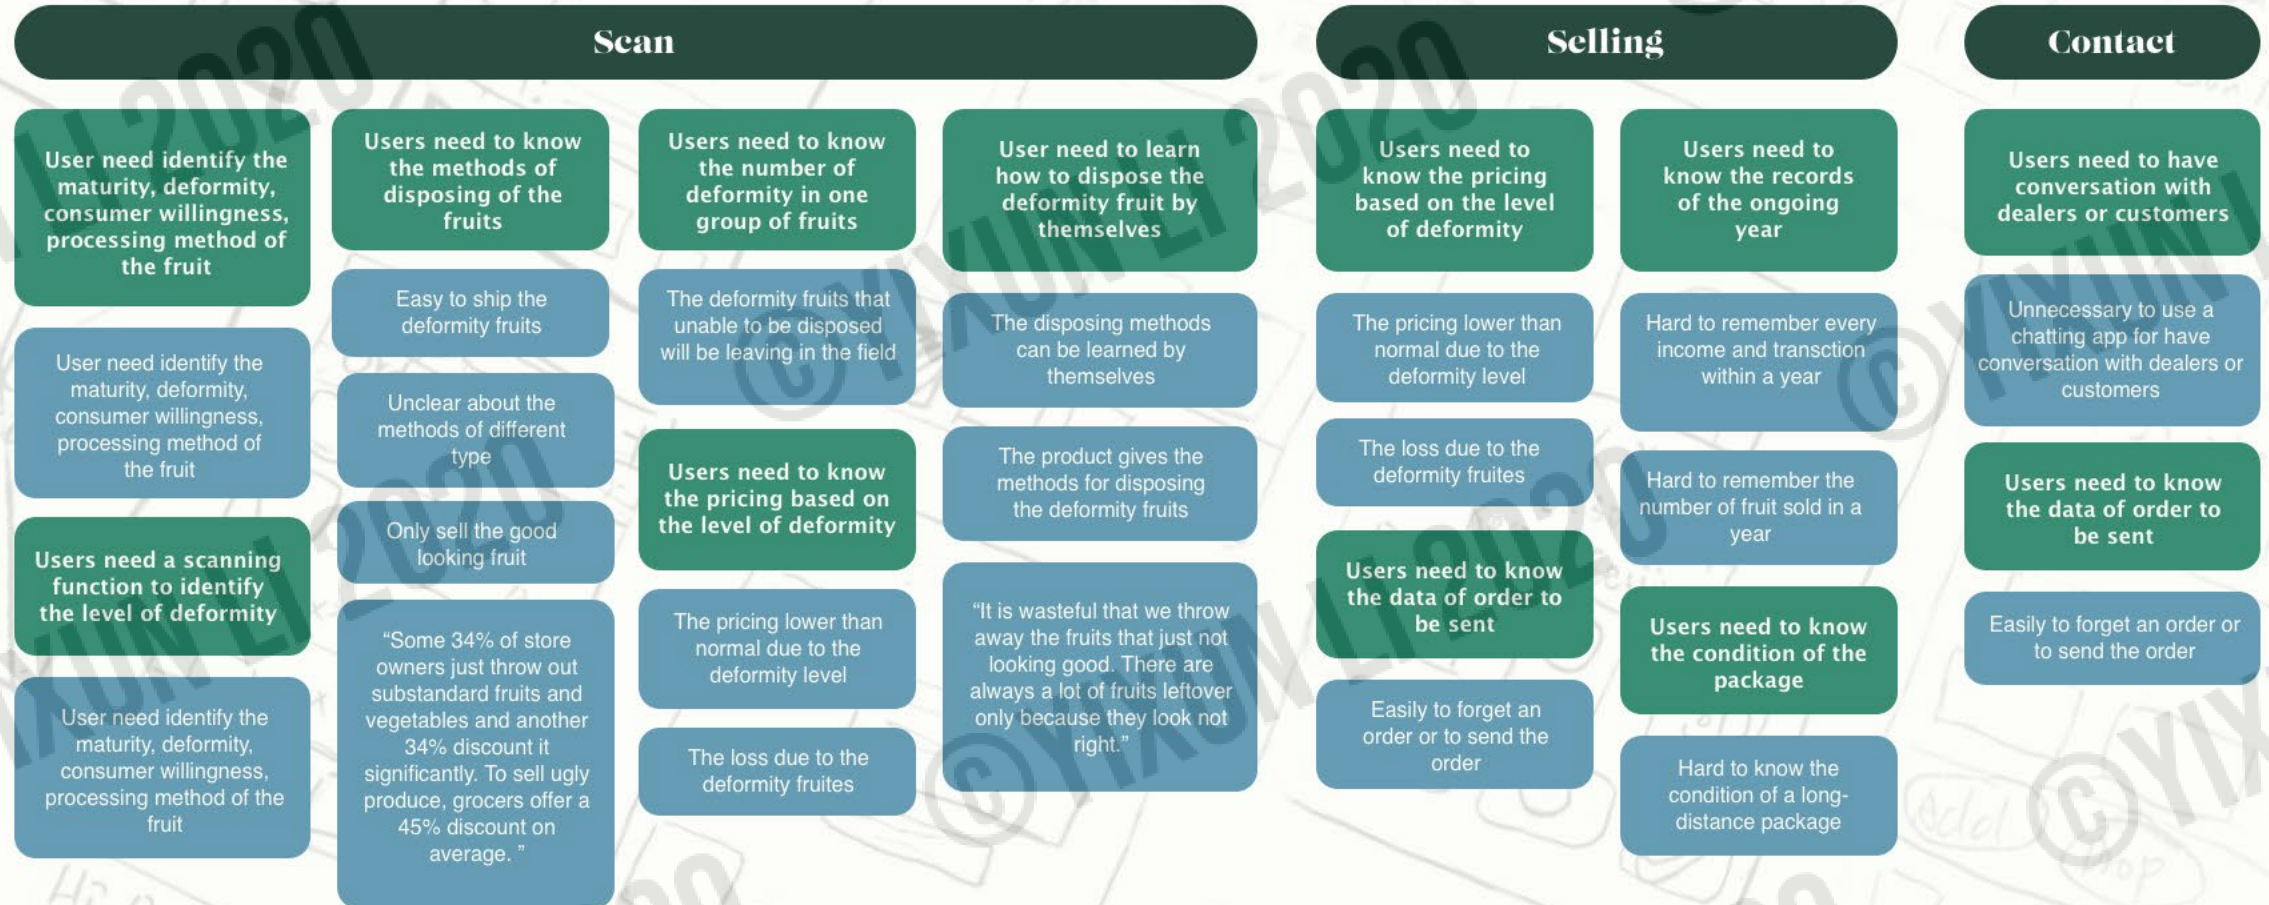 Scan
User need identify the
maturity, deformity,
consumer willingness,
processing method of
the fruit
User need identify the
maturity, deformity,
consumer willingness,
processing method of
the fruit
Users need a scanning
function to identify
the level of deformity
User need identify the
maturity, deformity,
consumer willingness,
processing method of the
fruit
Users need to know
the methods of
disposing of the
fruits
Easy to ship the
deformity fruits
Unclear about the
methods of different
type
Only sell the good
looking fruit
“Some 34% of store
owners just throw out
substandard fruits and
vegetables and another
34% discount it
significantly. To sell ugly
produce, grocers offer a
45% discount on
average. ”
Users need to know
the number of
deformity in one
group of fruits
The deformity fruits that
unable to be disposed
will be leaving in the field
Users need to know
the pricing based on
the level of deformity
The pricing lower than
normal due to the
deformity level
The loss due to the
deformity fruites
User need to learn
how to dispose the
deformity fruit by
themselves
The disposing methods
can be learned by
themselves
The product gives the
methods for disposing
the deformity fruits
“It is wasteful that we throw
away the fruits that just not
looking good. There are
always a lot of fruits leftover
only because they look not
right.”
Selling
Users need to
know the pricing
based on the level
of deformity
The pricing lower than
normal due to the
deformity level
The loss due to the
deformity fruites
Users need to know
the data of order to
be sent
Easily to forget an
order or to send the
order
Users need to
know the records
of the ongoing
year
Hard to remember every
income and transction
within a year
Hard to remember the
number of fruit sold in a
year
Users need to know
the condition of the
package
Hard to know the
condition of a long-
distance package
Contact
Users need to have
conversation with
dealers or customers
Unnecessary to use a
chatting app for have
conversation with dealers or
customers
Users need to know
the data of order to
be sent
Easily to forget an order or
to send the order
©YIXUN LI 2020
©YIXUN LI 2020